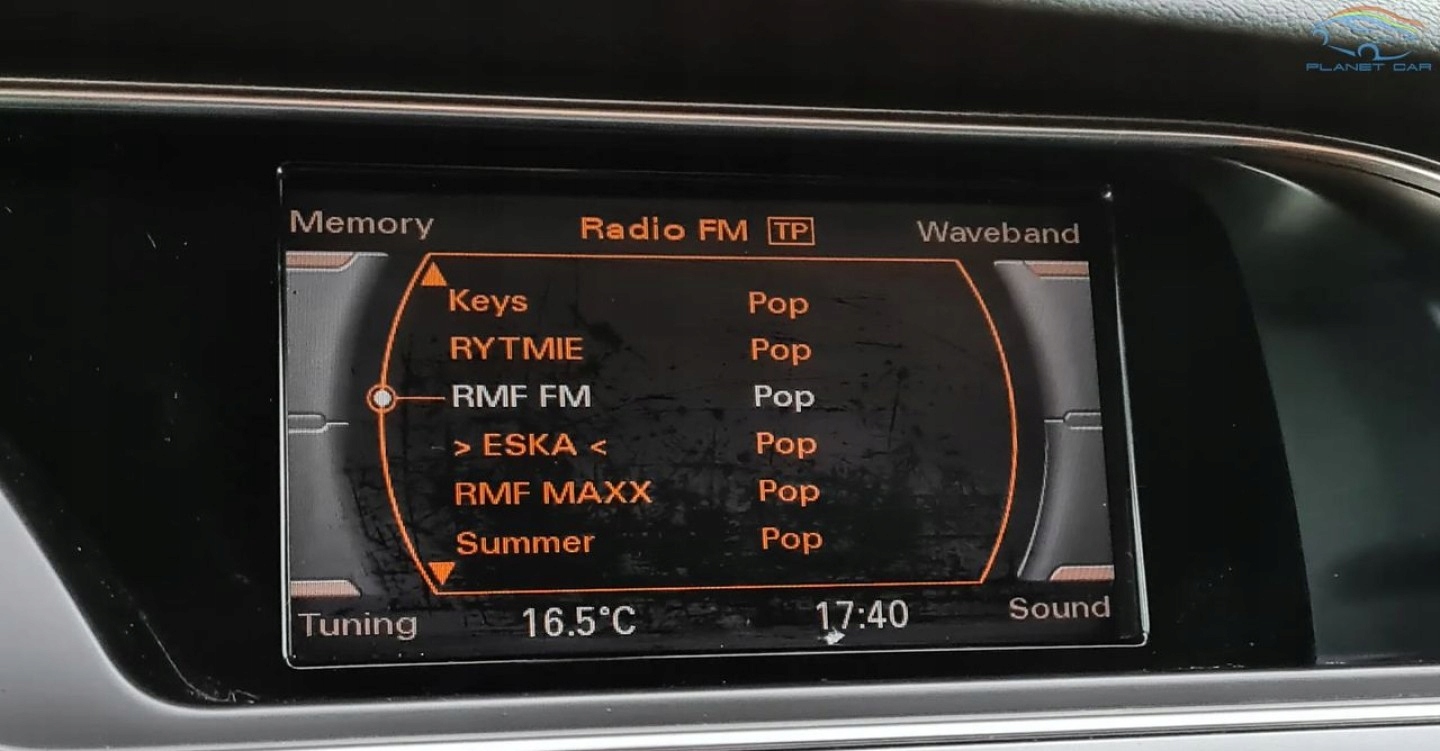 PLANET CAR
Memory Radio FM TP Waveband
Keys Pop
RYTMIE Pop
RMF FM Pop
> ESKA < Pop
RMF MAXX Pop
Summer Pop
Tuning 16.5°C 17:40 Sound